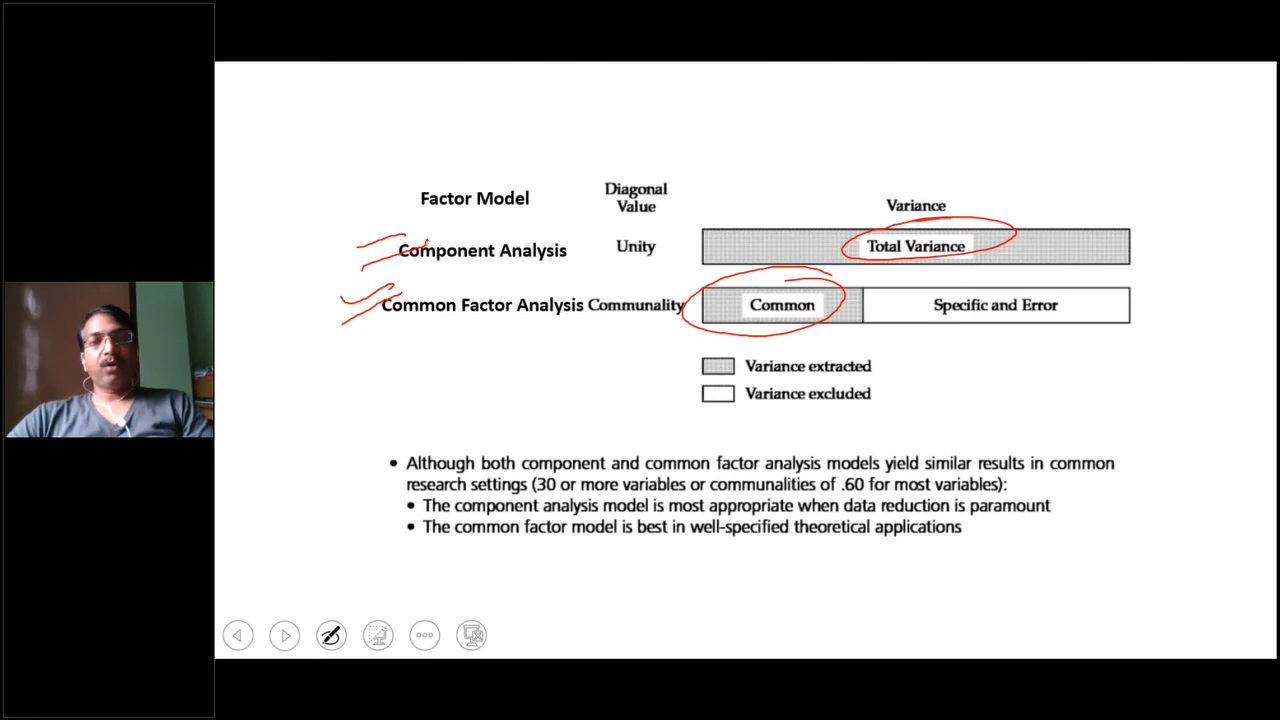 Factor Model
Diagonal
Value
Variance
Component Analysis
Unity
Total Variance
Common Factor Analysis
Communality
Common
Specific and Error
Variance extracted
Variance excluded
• Although both component and common factor analysis models yield similar results in common
research settings (30 or more variables or communalities of .60 for most variables):
• The component analysis model is most appropriate when data reduction is paramount
• The common factor model is best in well-specified theoretical applications